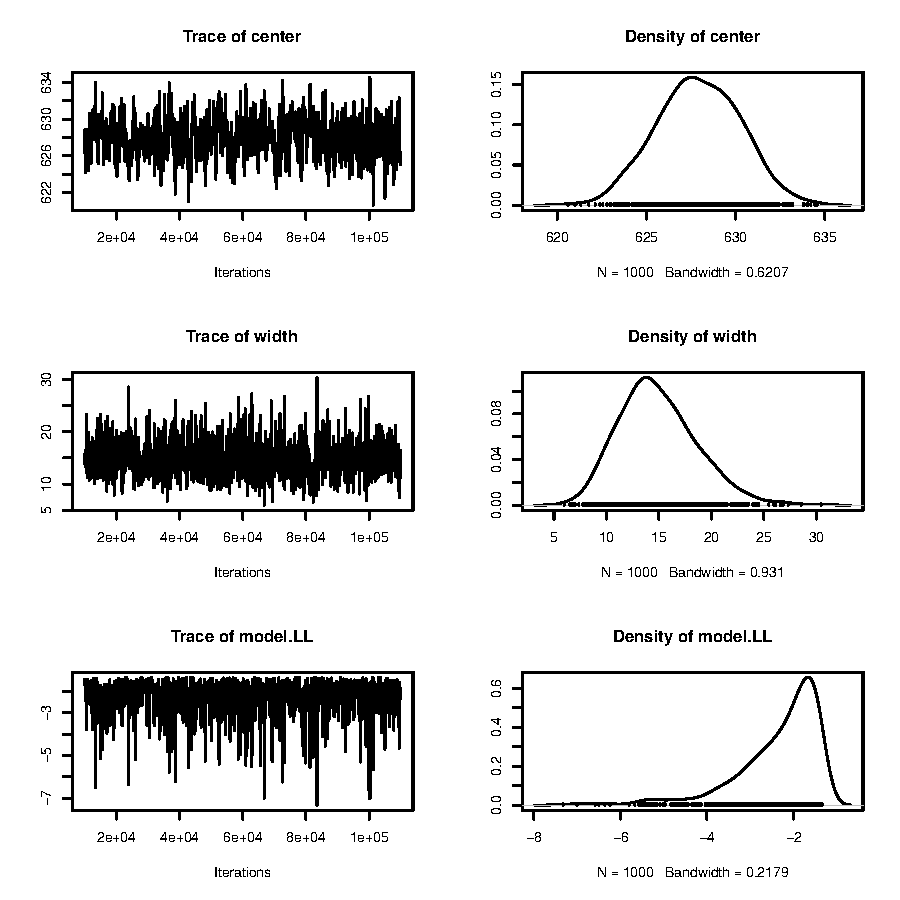 Trace of center
634
630
626
622
2e+04 4e+04 6e+04 8e+04 1e+05
Iterations
Density of center
0.15
0.10
0.05
0.00
620 625 630 635
N = 1000 Bandwidth = 0.6207
Trace of width
30
20
10
5
2e+04 4e+04 6e+04 8e+04 1e+05
Iterations
Density of width
0.08
0.04
0.00
5 10 15 20 25 30
N = 1000 Bandwidth = 0.931
Trace of model.LL
−3
−5
−7
2e+04 4e+04 6e+04 8e+04 1e+05
Iterations
Density of model.LL
0.6
0.4
0.2
0.0
−8 −6 −4 −2
N = 1000 Bandwidth = 0.2179